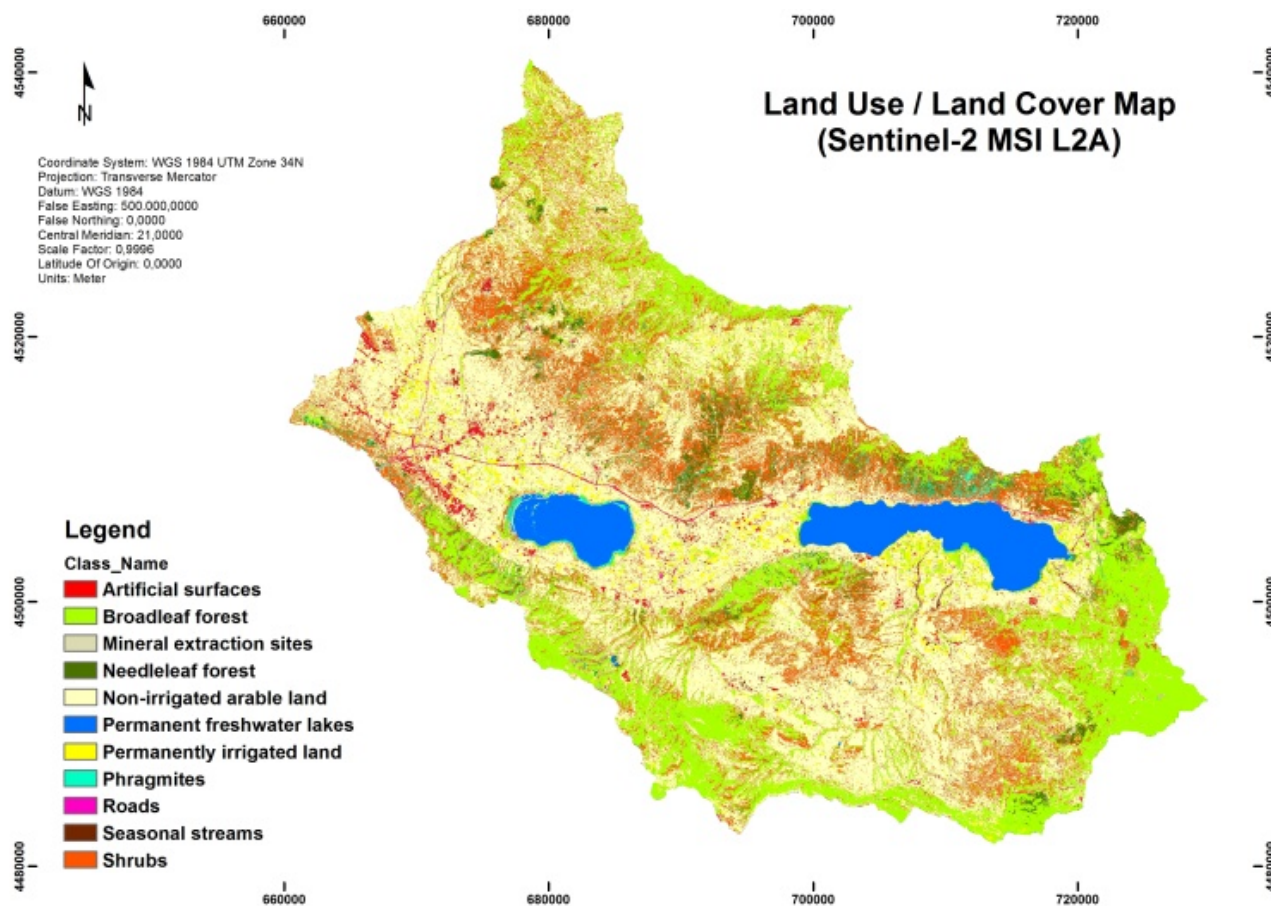 660000
680000
700000
720000
4540000
4540000
N
Land Use / Land Cover Map
(Sentinel-2 MSI L2A)
Coordinate System: WGS 1984 UTM Zone 34N
Projection: Transverse Mercator
Datum: WGS 1984
False Easting: 500.000,0000
False Northing: 0,0000
Central Meridian: 21,0000
Scale Factor: 0,9996
Latitude Of Origin: 0,0000
Units: Meter
4520000
4520000
Legend
Class_Name
Artificial surfaces
Broadleaf forest
Mineral extraction sites
Needleleaf forest
Non-irrigated arable land
Permanent freshwater lakes
Permanently irrigated land
Phragmites
Roads
Seasonal streams
Shrubs
4500000
4500000
4480000
4480000
660000
680000
700000
720000